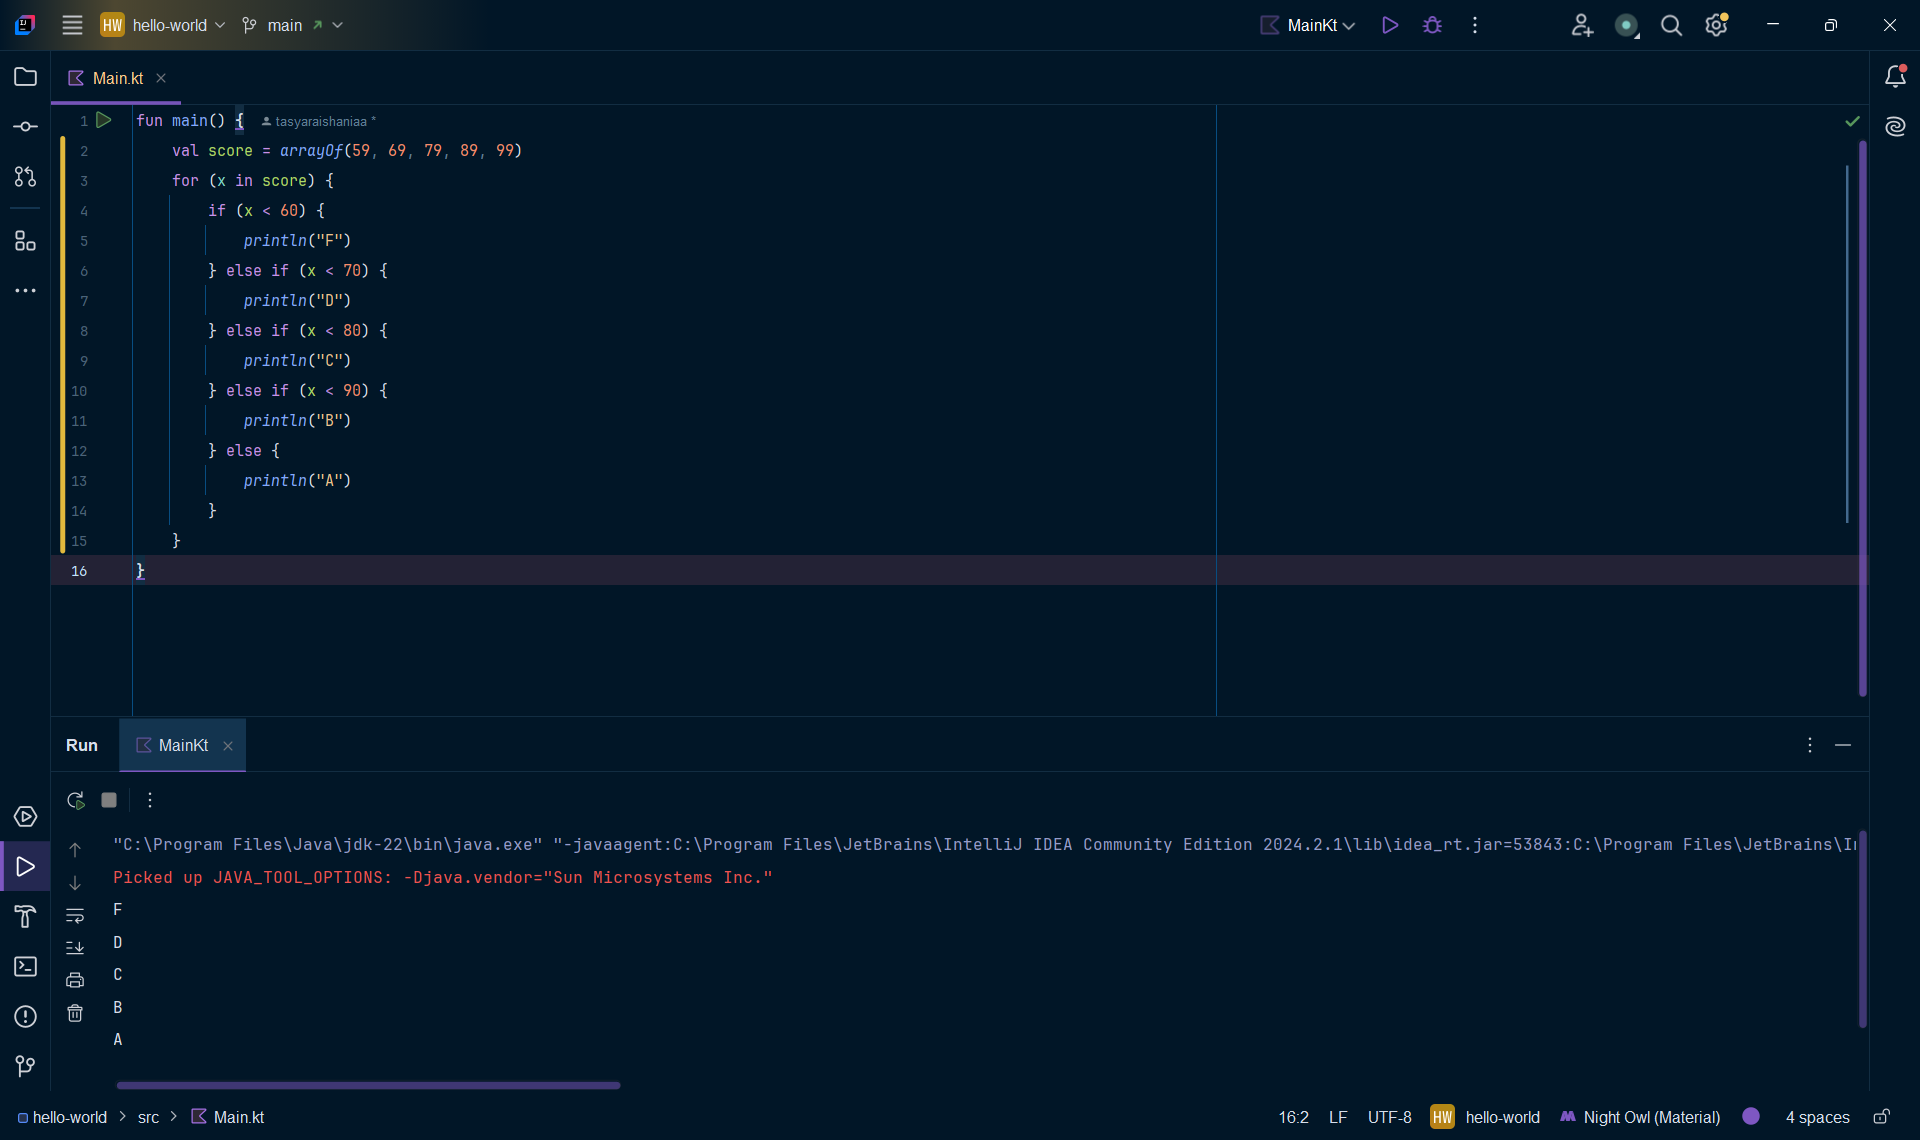 HW hello-world main MainKt
Main.kt
1 fun main() { tasyaraishaniaa *
2 val score = arrayOf(59, 69, 79, 89, 99)
3 for (x in score) {
4 if (x < 60) {
5 println("F")
6 } else if (x < 70) {
7 println("D")
8 } else if (x < 80) {
9 println("C")
10 } else if (x < 90) {
11 println("B")
12 } else {
13 println("A")
14 }
15 }
16 }
Run MainKt
"C:\Program Files\Java\jdk-22\bin\java.exe" "-javaagent:C:\Program Files\JetBrains\IntelliJ IDEA Community Edition 2024.2.1\lib\idea_rt.jar=53843:C:\Program Files\JetBrains\I
Picked up JAVA_TOOL_OPTIONS: -Djava.vendor="Sun Microsystems Inc."
F
D
C
B
A
hello-world > src > Main.kt 16:2 LF UTF-8 HW hello-world Night Owl (Material) 4 spaces